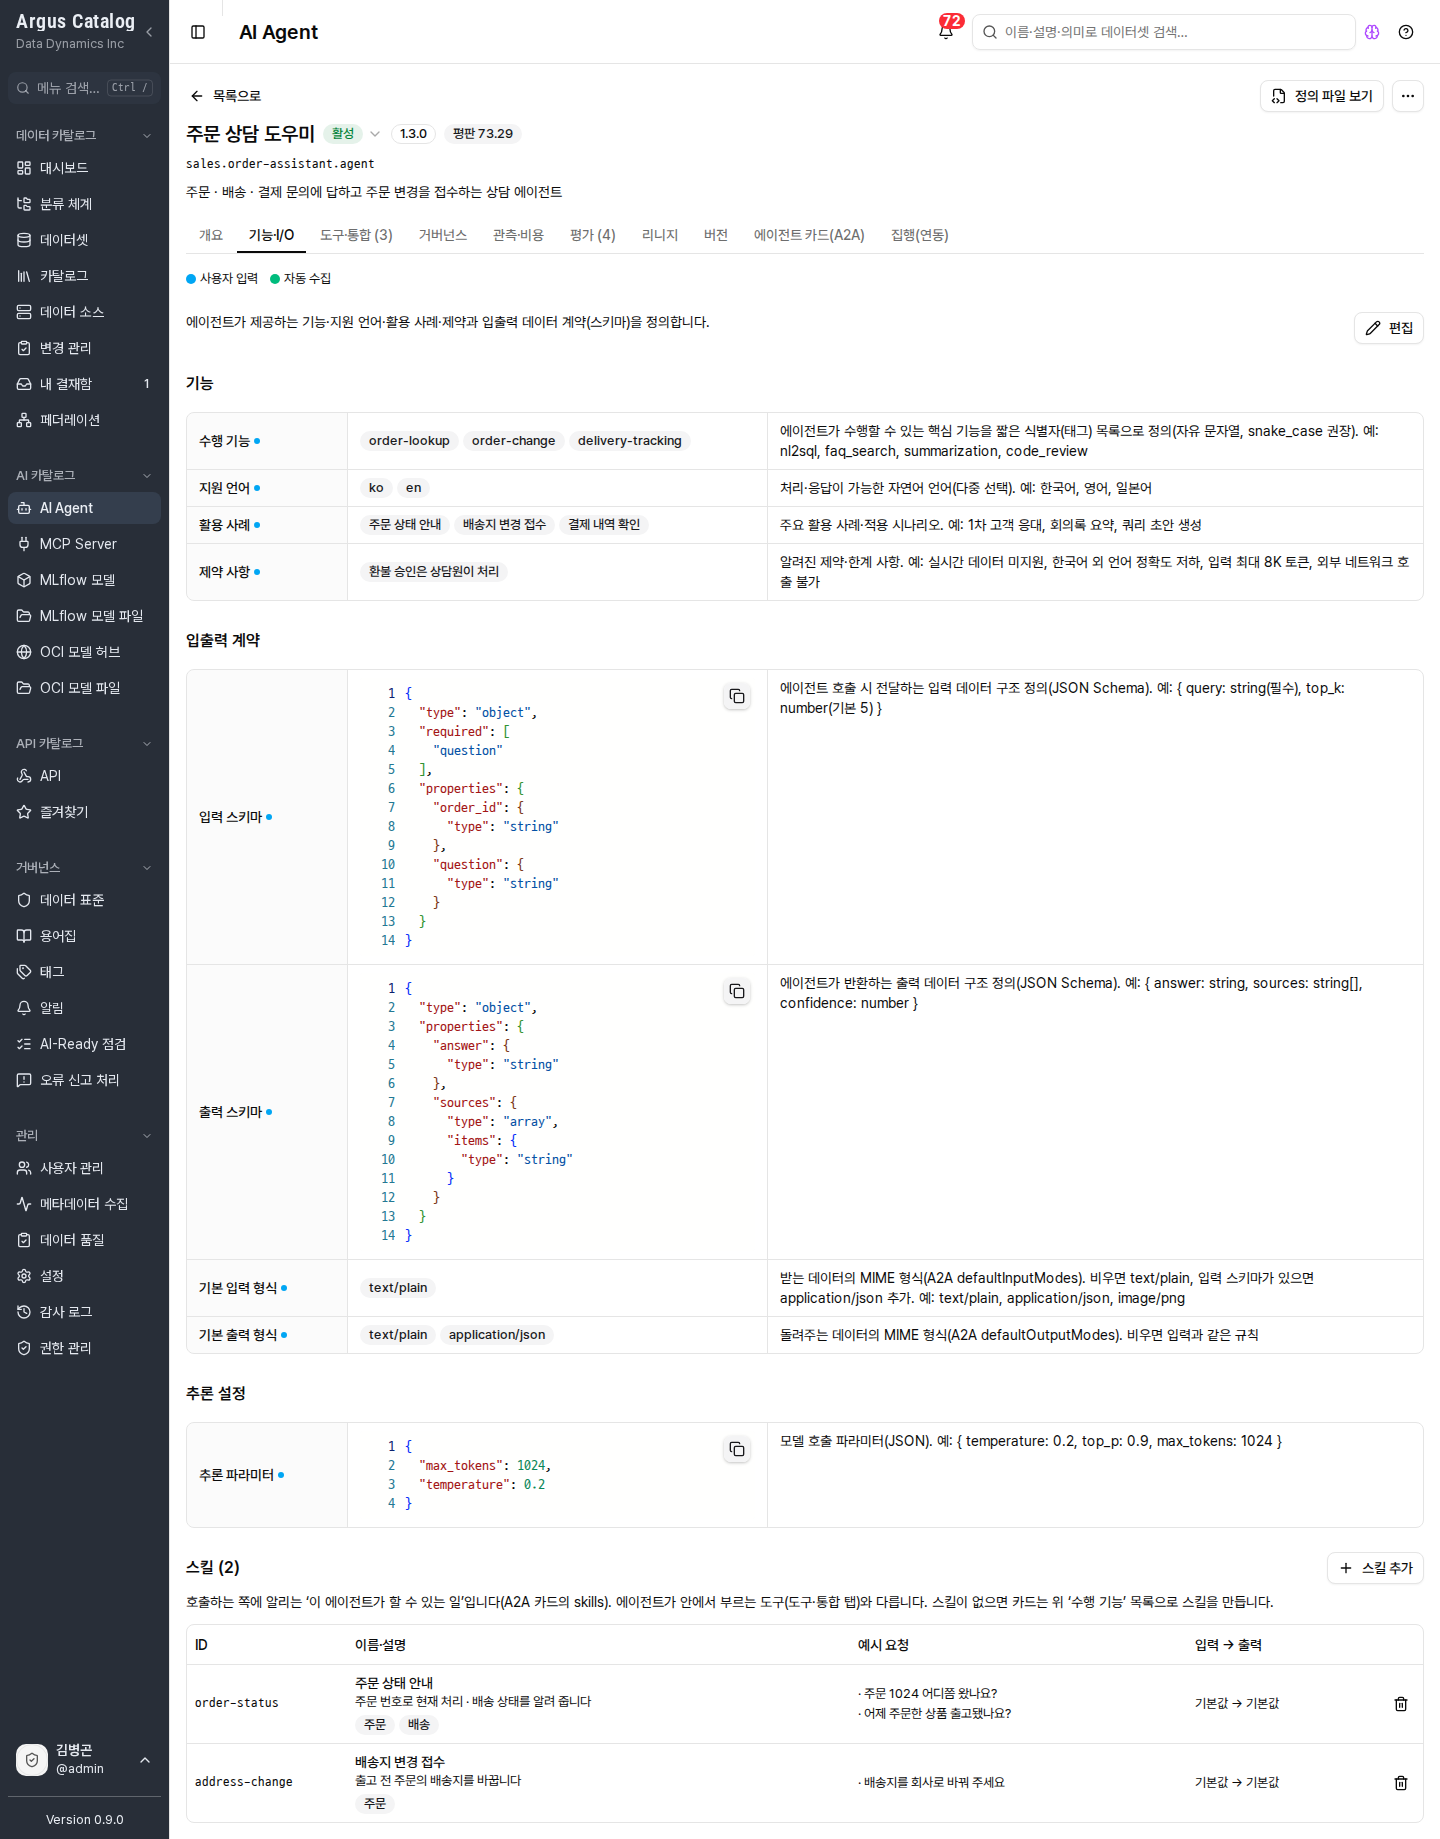 Argus Catalog
Data Dynamics Inc
메뉴 검색... Ctrl /
데이터 카탈로그
대시보드
분류 체계
데이터셋
카탈로그
데이터 소스
변경 관리
내 결재함 1
페더레이션
AI 카탈로그
AI Agent
MCP Server
MLflow 모델
MLflow 모델 파일
OCI 모델 허브
OCI 모델 파일
API 카탈로그
API
즐겨찾기
거버넌스
데이터 표준
용어집
태그
알림
AI-Ready 점검
오류 신고 처리
관리
사용자 관리
메타데이터 수집
데이터 품질
설정
감사 로그
권한 관리
김병곤
@admin
Version 0.9.0
AI Agent
72
이름·설명·의미로 데이터셋 검색...
목록으로
정의 파일 보기
주문 상담 도우미 활성 1.3.0 평판 73.29
sales.order-assistant.agent
주문 · 배송 · 결제 문의에 답하고 주문 변경을 접수하는 상담 에이전트
개요 기능·I/O 도구·통합 (3) 거버넌스 관측·비용 평가 (4) 리니지 버전 에이전트 카드(A2A) 집행(연동)
사용자 입력 자동 수집
에이전트가 제공하는 기능·지원 언어·활용 사례·제약과 입출력 데이터 계약(스키마)을 정의합니다.
편집
기능
수행 기능 order-lookup order-change delivery-tracking
에이전트가 수행할 수 있는 핵심 기능을 짧은 식별자(태그) 목록으로 정의(자유 문자열, snake_case 권장). 예:
nl2sql, faq_search, summarization, code_review
지원 언어 ko en 처리·응답이 가능한 자연어 언어(다중 선택). 예: 한국어, 영어, 일본어
활용 사례 주문 상태 안내 배송지 변경 접수 결제 내역 확인 주요 활용 사례·적용 시나리오. 예: 1차 고객 응대, 회의록 요약, 쿼리 초안 생성
제약 사항 환불 승인은 상담원이 처리
알려진 제약·한계 사항. 예: 실시간 데이터 미지원, 한국어 외 언어 정확도 저하, 입력 최대 8K 토큰, 외부 네트워크 호
출 불가
입출력 계약
입력 스키마
1 {
2 "type": "object",
3 "required": [
4 "question"
5 ],
6 "properties": {
7 "order_id": {
8 "type": "string"
9 },
10 "question": {
11 "type": "string"
12 }
13 }
14 }
에이전트 호출 시 전달하는 입력 데이터 구조 정의(JSON Schema). 예: { query: string(필수), top_k:
number(기본 5) }
출력 스키마
1 {
2 "type": "object",
3 "properties": {
4 "answer": {
5 "type": "string"
6 },
7 "sources": {
8 "type": "array",
9 "items": {
10 "type": "string"
11 }
12 }
13 }
14 }
에이전트가 반환하는 출력 데이터 구조 정의(JSON Schema). 예: { answer: string, sources: string[],
confidence: number }
기본 입력 형식 text/plain
받는 데이터의 MIME 형식(A2A defaultInputModes). 비우면 text/plain, 입력 스키마가 있으면
application/json 추가. 예: text/plain, application/json, image/png
기본 출력 형식 text/plain application/json 돌려주는 데이터의 MIME 형식(A2A defaultOutputModes). 비우면 입력과 같은 규칙
추론 설정
추론 파라미터
1 {
2 "max_tokens": 1024,
3 "temperature": 0.2
4 }
모델 호출 파라미터(JSON). 예: { temperature: 0.2, top_p: 0.9, max_tokens: 1024 }
스킬 (2)
스킬 추가
호출하는 쪽에 알리는 ‘이 에이전트가 할 수 있는 일’입니다(A2A 카드의 skills). 에이전트가 안에서 부르는 도구(도구·통합 탭)와 다릅니다. 스킬이 없으면 카드는 위 ‘수행 기능’ 목록으로 스킬을 만듭니다.
ID 이름·설명 예시 요청 입력 → 출력
order-status
주문 상태 안내
주문 번호로 현재 처리 · 배송 상태를 알려 줍니다
주문 배송
· 주문 1024 어디쯤 왔나요?
· 어제 주문한 상품 출고됐나요?
기본값 → 기본값
address-change
배송지 변경 접수
출고 전 주문의 배송지를 바꿉니다
주문
· 배송지를 회사로 바꿔 주세요
기본값 → 기본값